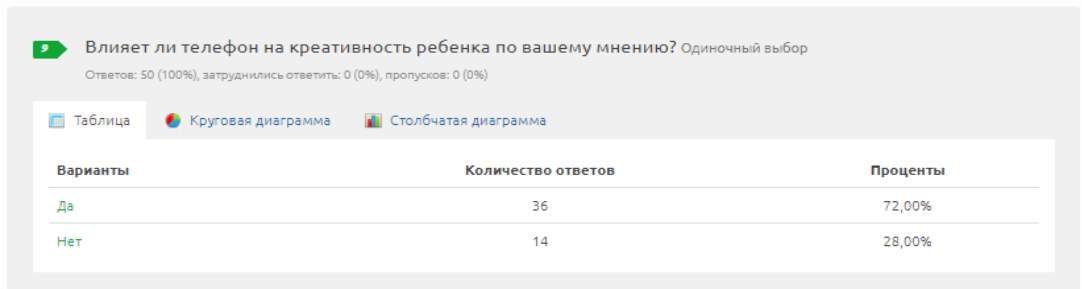 9 Влияет ли телефон на креативность ребенка по вашему мнению? Одиночный выбор
Ответов: 50 (100%), затруднились ответить: 0 (0%), пропусков: 0 (0%)
Таблица Круговая диаграмма Столбчатая диаграмма
Варианты Количество ответов Проценты
Да 36 72,00%
Нет 14 28,00%